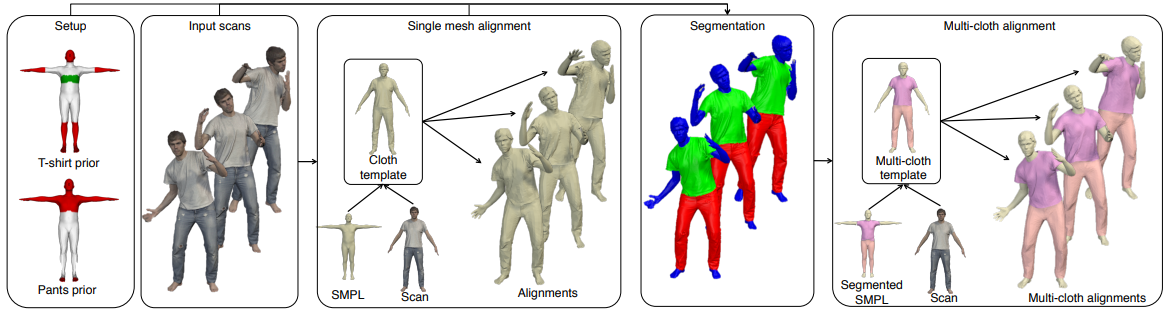 Setup
T-shirt prior
Pants prior
Input scans
Single mesh alignment
Cloth
template
SMPL
Scan
Alignments
Segmentation
Multi-cloth alignment
Multi-cloth
template
Segmented
SMPL
Scan
Multi-cloth alignments